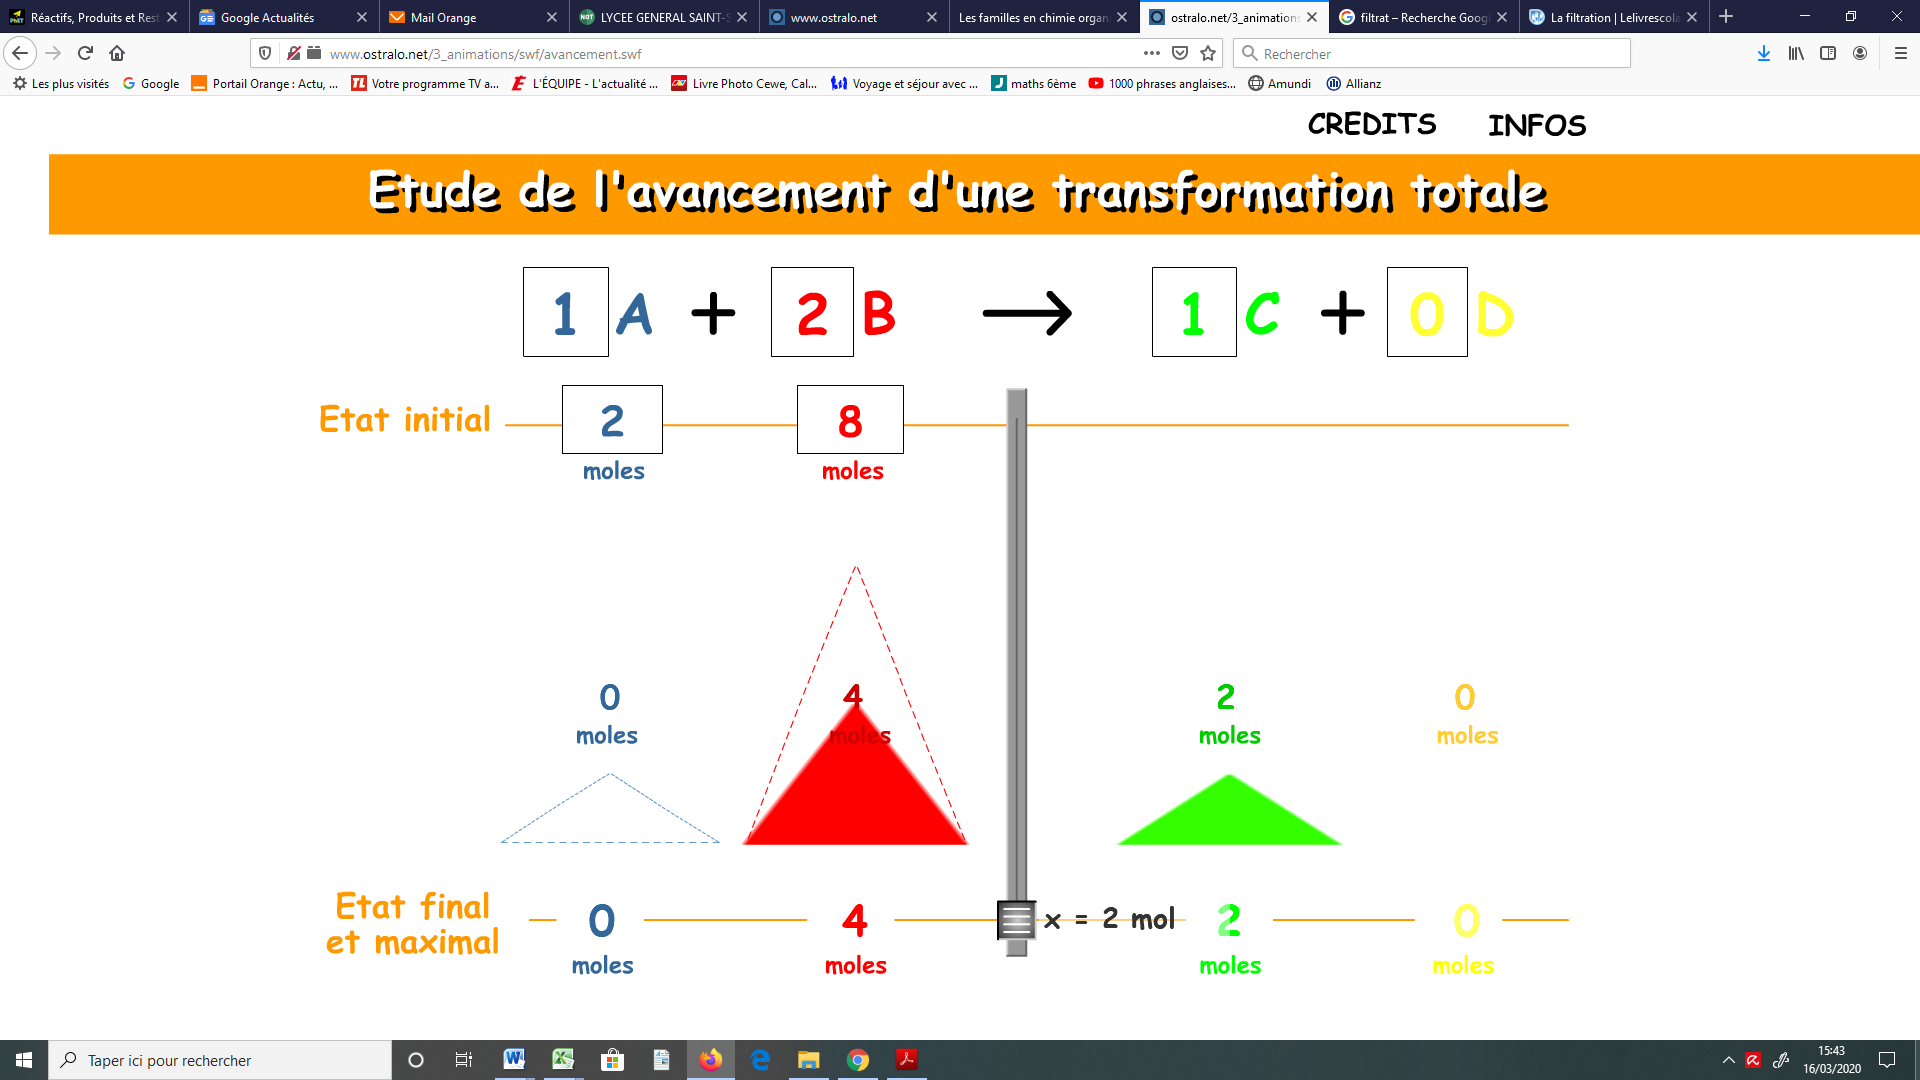 Réactifs, Produits et Rest
Google Actualités
Mail Orange
LYCEE GENERAL SAINT-S
www.ostralo.net
Les familles en chimie organ
ostralo.net/3_animations
filtrat – Recherche Goog
La filtration | Lelivrescola
www.ostralo.net/3_animations/swf/avancement.swf
Rechercher
Les plus visités
Google
Portail Orange : Actu, ...
Votre programme TV a...
L'ÉQUIPE - L'actualité ...
Livre Photo Cewe, Cal...
Voyage et séjour avec ...
maths 6ème
1000 phrases anglaises...
Amundi
Allianz
CREDITS INFOS
Etude de l'avancement d'une transformation totale
1 A + 2 B → 1 C + 0 D
Etat initial 2 8
moles moles
0 4 2 0
moles moles moles moles
Etat final
et maximal
0 4 x = 2 mol 2 0
moles moles moles moles
Taper ici pour rechercher
15:43
16/03/2020